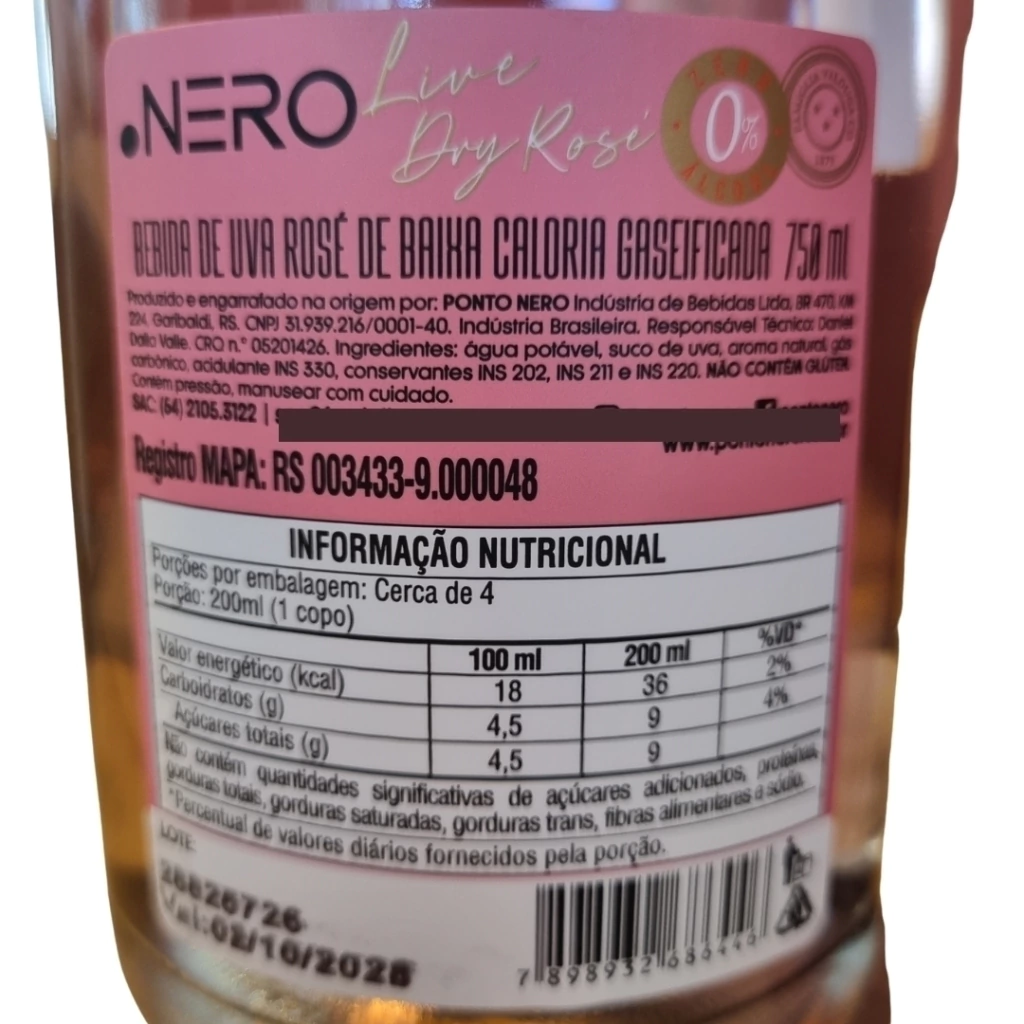 .NERO Live
Dry Rosé
ZERO
0%
ÁLCOOL
BEBIDA DE UVA ROSÉ DE BAIXA CALORIA GASEIFICADA 750 ml
Produzido e engarrafado na origem por: PONTO NERO Indústria de Bebidas Ltda, BR 470, KM
224, Garibaldi, RS. CNPJ 31.939.216/0001-40. Indústria Brasileira. Responsável Técnico: Daniel
Dalla Valle. CRQ n.º 05201426. Ingredientes: água potável, suco de uva, aroma natural, gás
carbônico, acidulante INS 330, conservantes INS 202, INS 211 e INS 220. NÃO CONTÉM GLÚTEN
Contém pressão, manusear com cuidado.
SAC: (54) 2105.3122 |
Registro MAPA: RS 003433-9.000048
INFORMAÇÃO NUTRICIONAL
Porções por embalagem: Cerca de 4
Porção: 200ml (1 copo)
100 ml 200 ml %VD*
Valor energético (kcal) 18 36 2%
Carboidratos (g) 4,5 9 4%
Açúcares totais (g) 4,5 9
Não contém quantidades significativas de açúcares adicionados, proteínas,
gorduras totais, gorduras saturadas, gorduras trans, fibras alimentares e sódio.
*Percentual de valores diários fornecidos pela porção.
LOTE:
Val:02/10/2026
7 898932